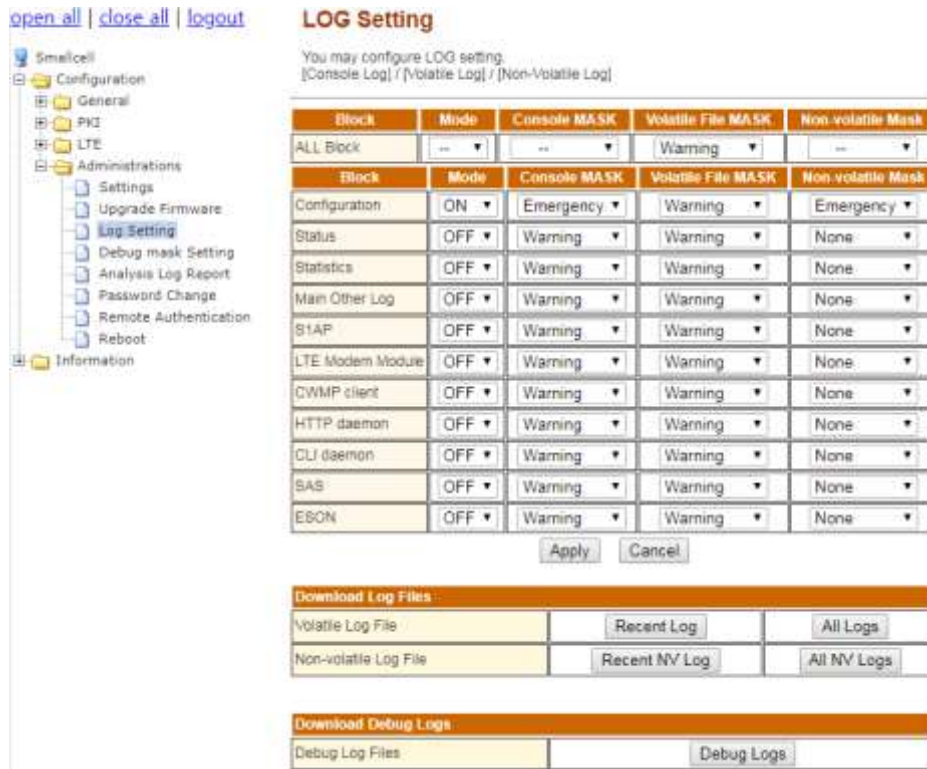 open all | close all | logout
Smallcell
Configuration
General
PKI
LTE
Administrations
Settings
Upgrade Firmware
Log Setting
Debug mask Setting
Analysis Log Report
Password Change
Remote Authentication
Reboot
Information
LOG Setting
You may configure LOG setting.
[Console Log] / [Volatile Log] / [Non-Volatile Log]
Block Mode Console MASK Volatile File MASK Non-volatile Mask
ALL Block -- -- Warning --
Block Mode Console MASK Volatile File MASK Non-volatile Mask
Configuration ON Emergency Warning Emergency
Status OFF Warning Warning None
Statistics OFF Warning Warning None
Main Other Log OFF Warning Warning None
S1AP OFF Warning Warning None
LTE Modem Module OFF Warning Warning None
CWMP client OFF Warning Warning None
HTTP daemon OFF Warning Warning None
CLI daemon OFF Warning Warning None
SAS OFF Warning Warning None
ESON OFF Warning Warning None
Apply Cancel
Download Log Files
Volatile Log File Recent Log All Logs
Non-volatile Log File Recent NV Log All NV Logs
Download Debug Logs
Debug Log Files Debug Logs